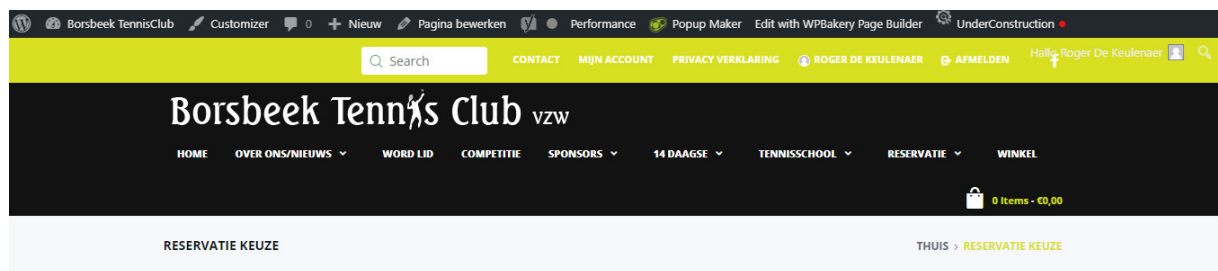 Borsbeek TennisClub Customizer 0 + Nieuw Pagina bewerken Performance Popup Maker Edit with WPBakery Page Builder UnderConstruction
Search CONTACT MIJN ACCOUNT PRIVACY VERKLARING ROGER DE KEULENAER AFMELDEN Hallo, Roger De Keulenaer
Borsbeek Tennis Club vzw
HOME OVER ONS/NIEUWS WORD LID COMPETITIE SPONSORS 14 DAAGSE TENNISSCHOOL RESERVATIE WINKEL
0 Items - €0,00
RESERVATIE KEUZE THUIS > RESERVATIE KEUZE